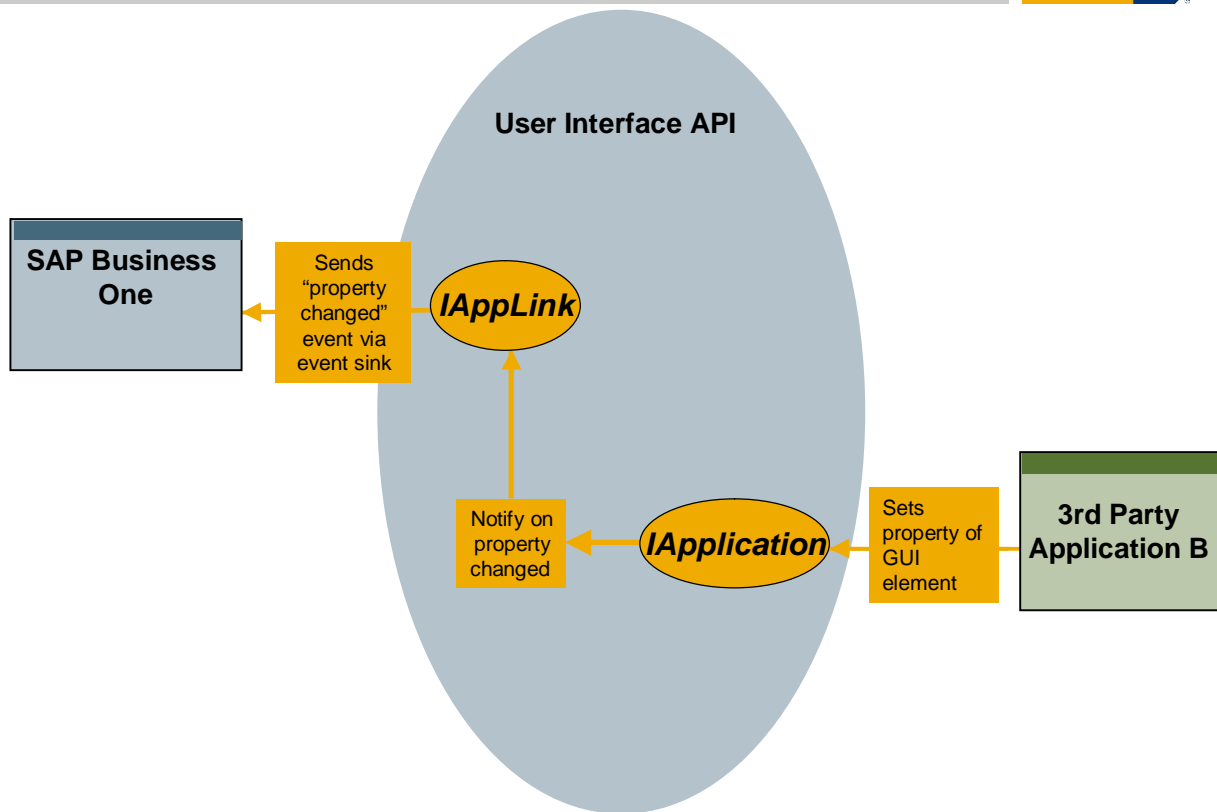 User Interface API
SAP Business
One
Sends
“property
changed”
event via
event sink
IAppLink
Notify on
property
changed
IApplication
Sets
property of
GUI
element
3rd Party
Application B